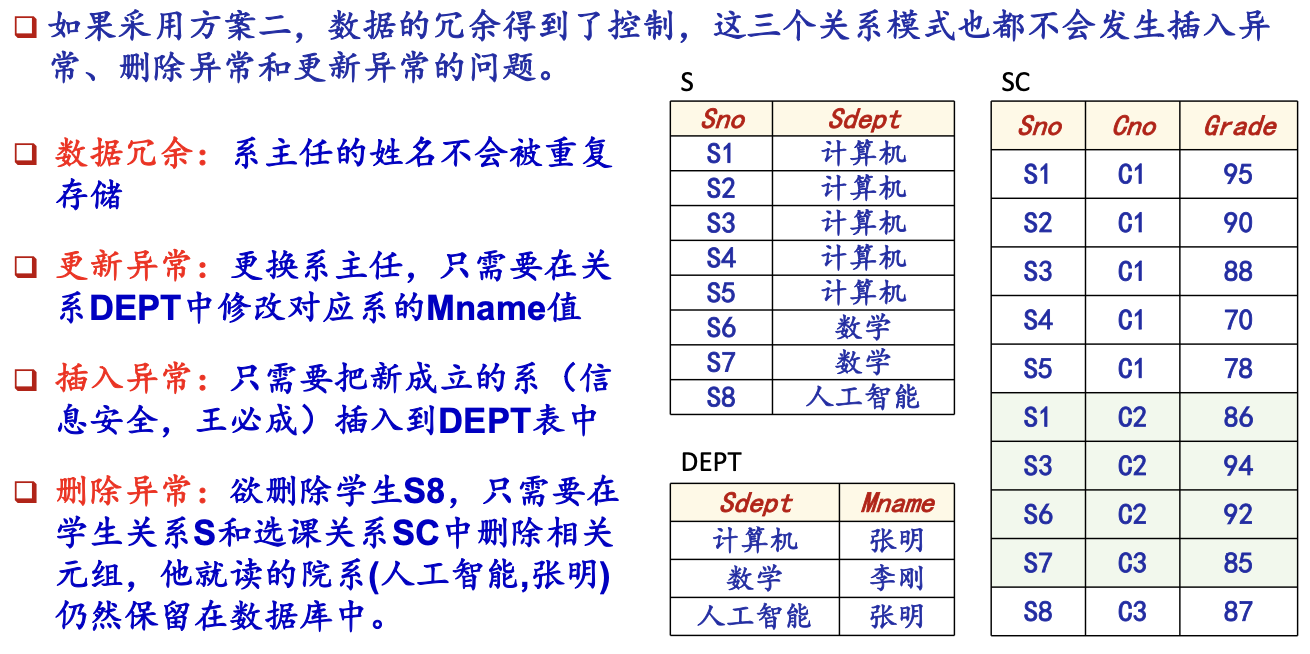 ❑ 如果采用方案二，数据的冗余得到了控制，这三个关系模式也都不会发生插入异
常、删除异常和更新异常的问题。
❑ 数据冗余：系主任的姓名不会被重复
存储
❑ 更新异常：更换系主任，只需要在关
系DEPT中修改对应系的Mname值
❑ 插入异常：只需要把新成立的系（信
息安全，王必成）插入到DEPT表中
❑ 删除异常：欲删除学生S8，只需要在
学生关系S和选课关系SC中删除相关
元组，他就读的院系(人工智能,张明)
仍然保留在数据库中。
S
Sno Sdept
S1 计算机
S2 计算机
S3 计算机
S4 计算机
S5 计算机
S6 数学
S7 数学
S8 人工智能
DEPT
Sdept Mname
计算机 张明
数学 李刚
人工智能 张明
SC
Sno Cno Grade
S1 C1 95
S2 C1 90
S3 C1 88
S4 C1 70
S5 C1 78
S1 C2 86
S3 C2 94
S6 C2 92
S7 C3 85
S8 C3 87